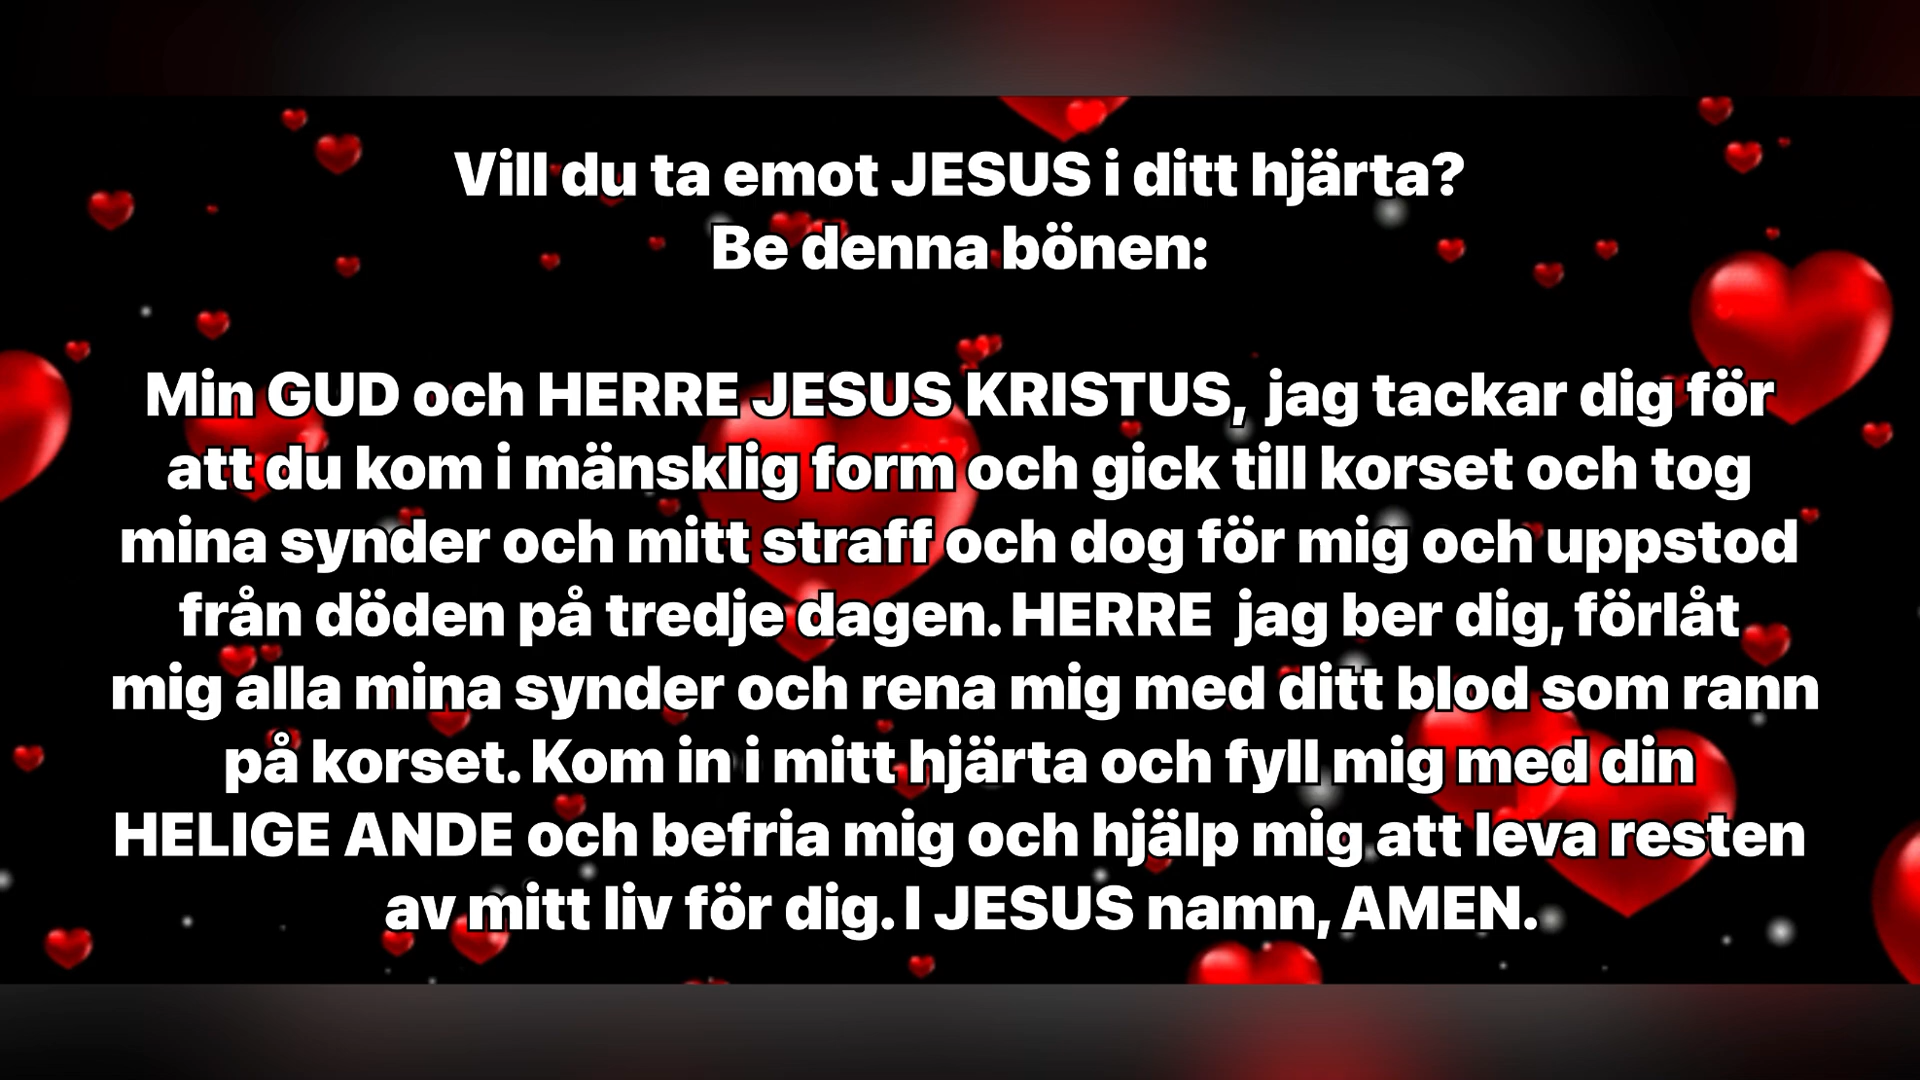 Vill du ta emot JESUS i ditt hjärta?
Be denna bönen:
Min GUD och HERRE JESUS KRISTUS, jag tackar dig för
att du kom i mänsklig form och gick till korset och tog
mina synder och mitt straff och dog för mig och uppstod
från döden på tredje dagen. HERRE jag ber dig, förlåt
mig alla mina synder och rena mig med ditt blod som rann
på korset. Kom in i mitt hjärta och fyll mig med din
HELIGE ANDE och befria mig och hjälp mig att leva resten
av mitt liv för dig. I JESUS namn, AMEN.